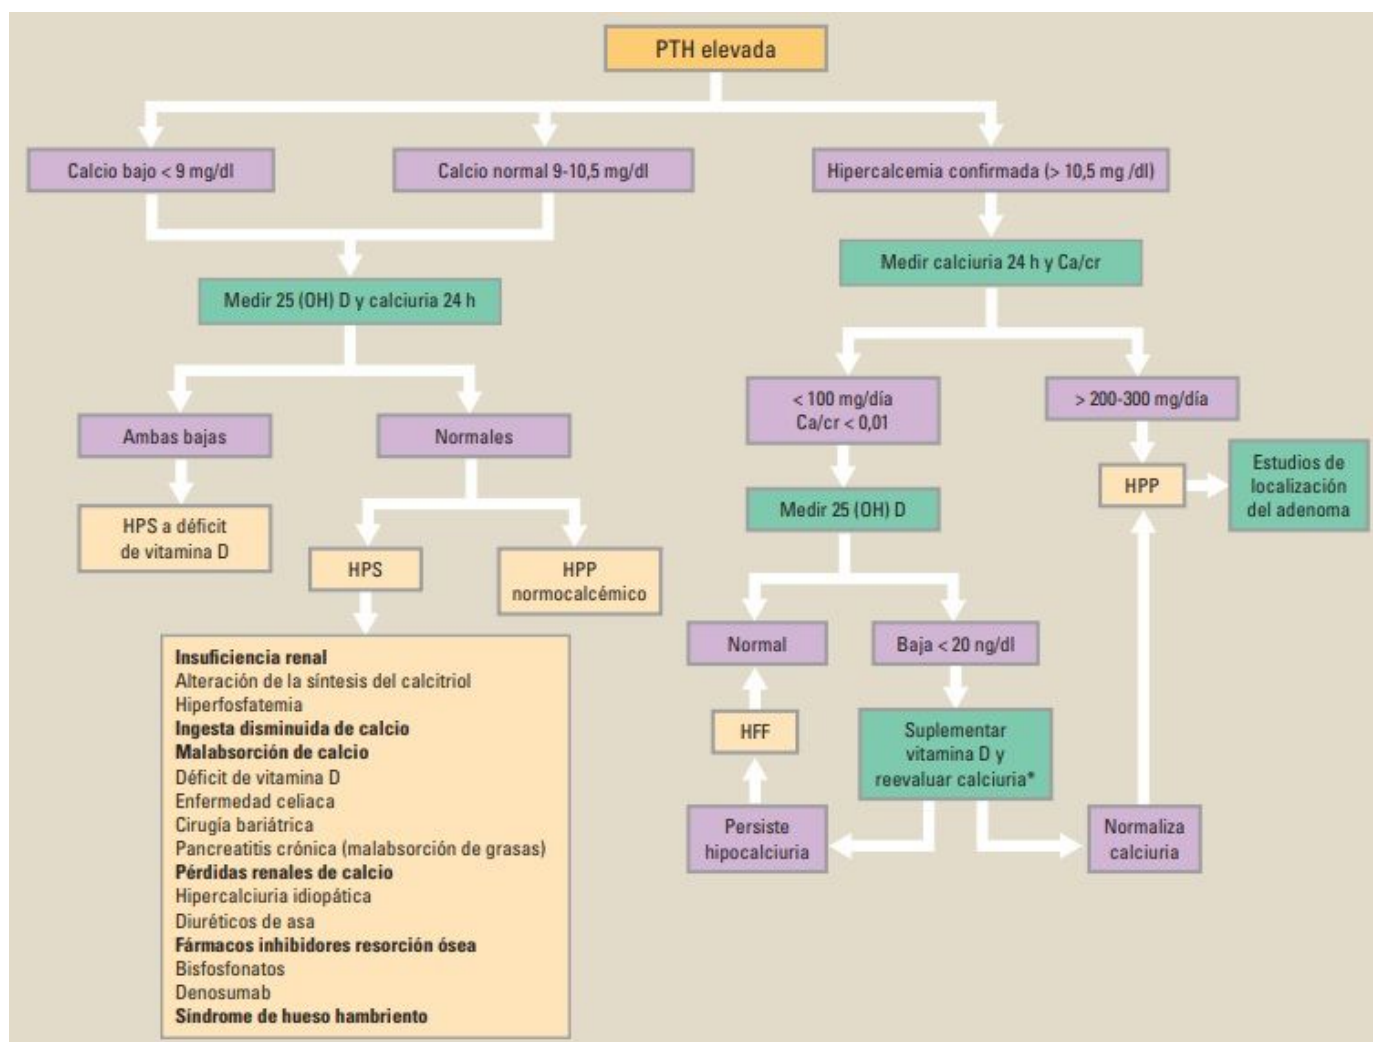 PTH elevada
Calcio bajo < 9 mg/dl
Calcio normal 9-10,5 mg/dl
Hipercalcemia confirmada (> 10,5 mg /dl)
Medir calciuria 24 h y Ca/cr
Medir 25 (OH) D y calciuria 24 h
< 100 mg/día
Ca/cr < 0,01
> 200-300 mg/día
Ambas bajas
Normales
HPP
Estudios de
localización
del adenoma
Medir 25 (OH) D
HPS a déficit
de vitamina D
HPS
HPP
normocalcémico
Normal
Baja < 20 ng/dl
HFF
Suplementar
vitamina D y
reevaluar calciuria*
Persiste
hipocalciuria
Normaliza
calciuria
Insuficiencia renal
Alteración de la síntesis del calcitriol
Hiperfosfatemia
Ingesta disminuida de calcio
Malabsorción de calcio
Déficit de vitamina D
Enfermedad celiaca
Cirugía bariátrica
Pancreatitis crónica (malabsorción de grasas)
Pérdidas renales de calcio
Hipercalciuria idiopática
Diuréticos de asa
Fármacos inhibidores resorción ósea
Bisfosfonatos
Denosumab
Síndrome de hueso hambriento